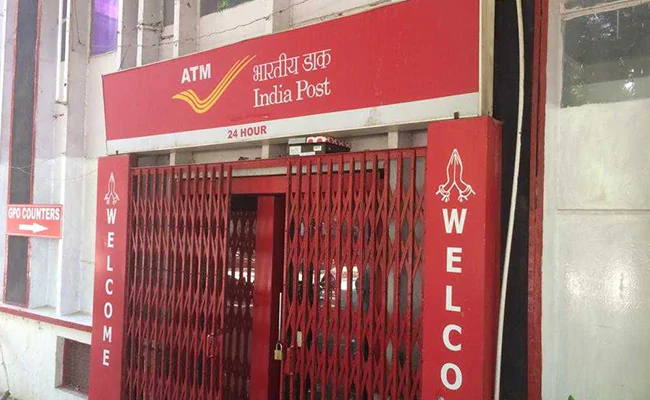 ATM
भारतीय डाक
India Post
24 HOUR
GPO COUNTERS
WELCOME
WELCO